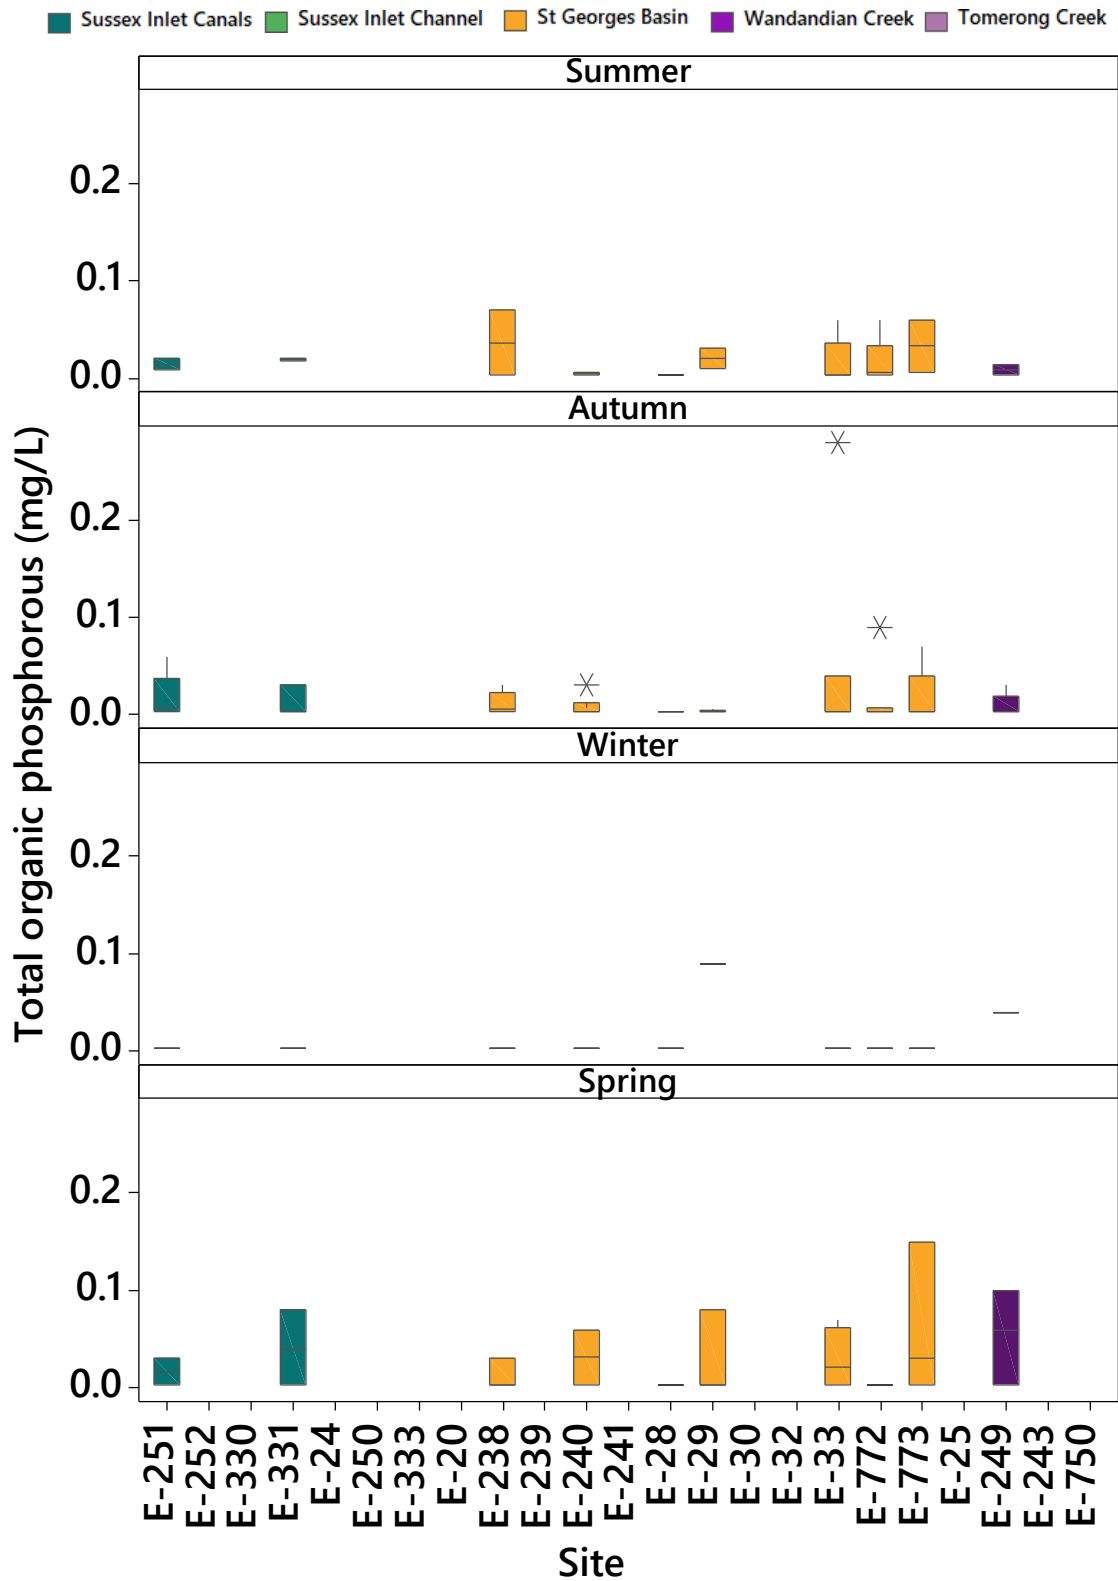 Sussex Inlet Canals Sussex Inlet Channel St Georges Basin Wandandian Creek Tomerong Creek
Summer
0.2
0.1
0.0
Autumn
0.2
0.1
0.0
Winter
0.2
0.1
0.0
Spring
0.2
0.1
0.0
Total organic phosphorous (mg/L)
E-251 E-252 E-330 E-331 E-24 E-250 E-333 E-20 E-238 E-239 E-240 E-241 E-28 E-29 E-30 E-32 E-33 E-772 E-773 E-25 E-249 E-243 E-750
Site